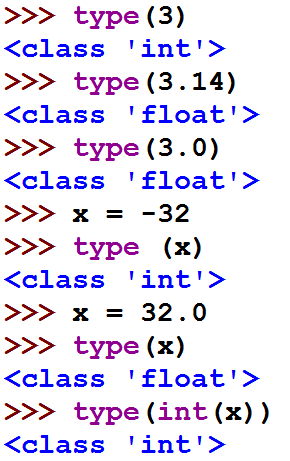 >>> type(3)
<class 'int'>
>>> type(3.14)
<class 'float'>
>>> type(3.0)
<class 'float'>
>>> x = -32
>>> type (x)
<class 'int'>
>>> x = 32.0
>>> type(x)
<class 'float'>
>>> type(int(x))
<class 'int'>